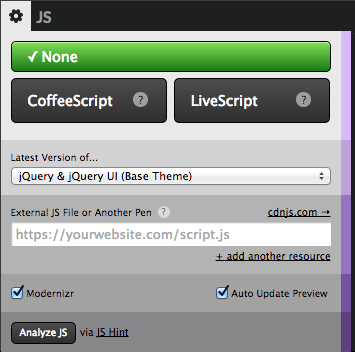 JS
✓ None
CoffeeScript ?
LiveScript ?
Latest Version of...
jQuery & jQuery UI (Base Theme)
External JS File or Another Pen ? cdnjs.com →
https://yourwebsite.com/script.js
+ add another resource
Modernizr
Auto Update Preview
Analyze JS via JS Hint